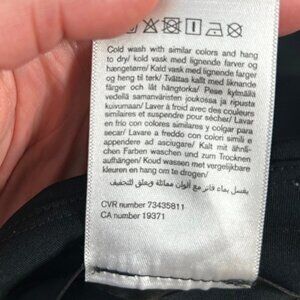 Cold wash with similar colors and hang
to dry/ kold vask med lignende farver og
hængetørre/ Kald vask med lignende farger
og heng til tørk/ Tvättas kallt med liknande
färger och låt hängtorka/ Pese kylmällä
vedellä samanvästen joukossa ja ripusta
kuivumaan/ Laver à froid avec des couleurs
similaires et suspendre pour sécher/ Lavar
en frío con colores similares y colgar para
secar/ Lavare a freddo con colori simili e
appendere ad asciugare/ Kalt mit ähnli-
chen Farben waschen und zum Trocknen
aufhängen/ Koud wassen met vergelijkbare
kleuren en hang om te drogen/
يغسل بماء فاتر مع ألوان مماثلة ويعلق للتجفيف
CVR number 73435811
CA number 19371